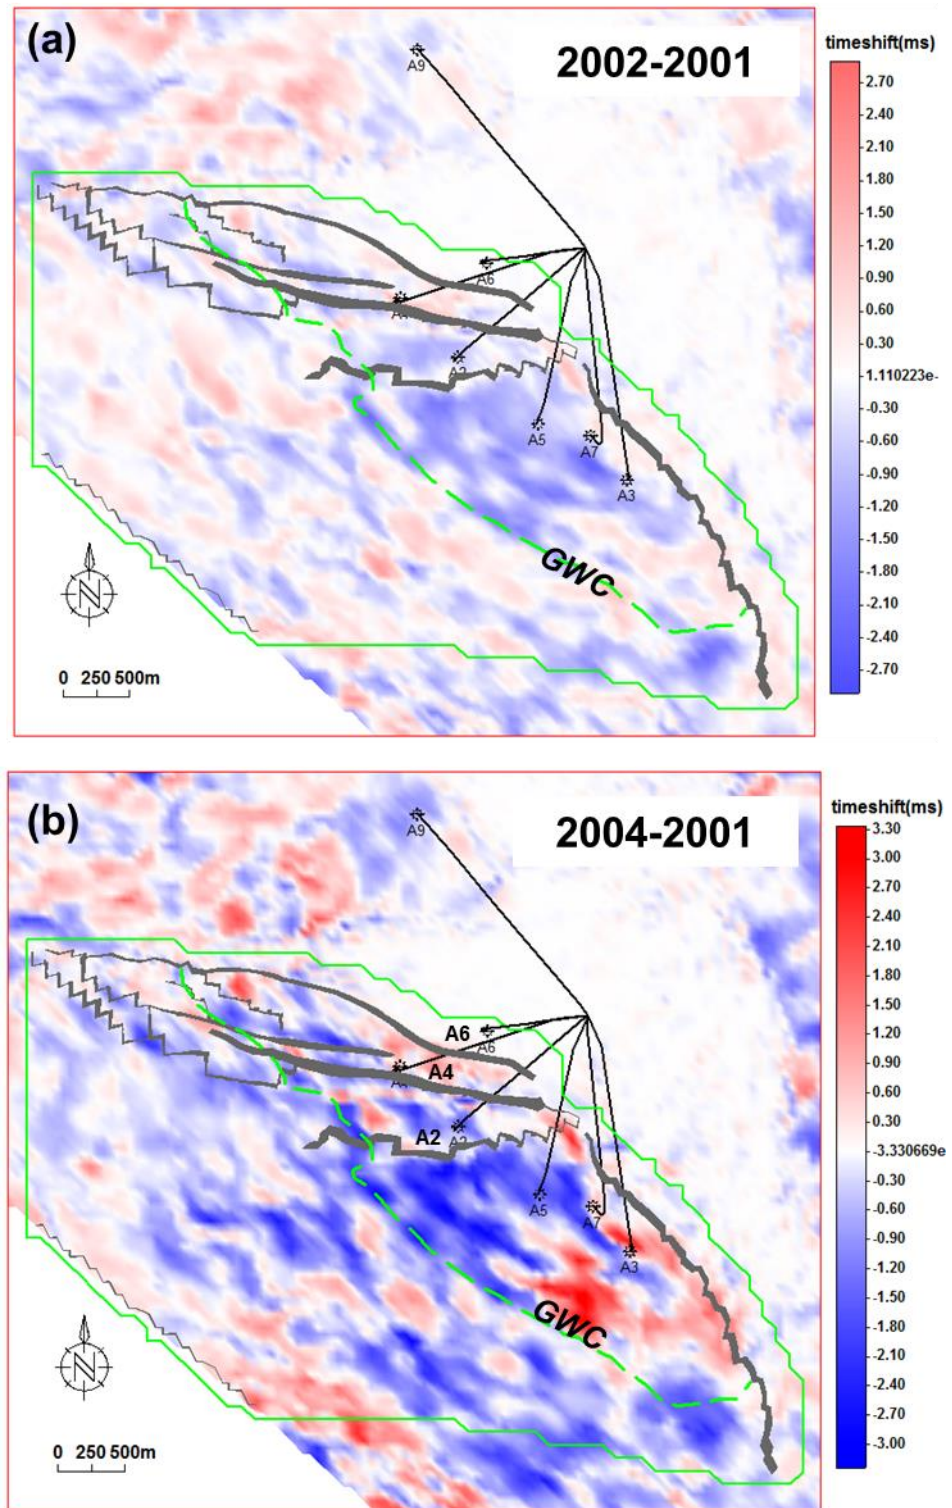 (a)
2002-2001
A9
A6
A2
A5
A7
A3
GWC
N
0 250 500m
timeshift(ms)
2.70
2.40
2.10
1.80
1.50
1.20
0.90
0.60
0.30
1.110223e-
-0.30
-0.60
-0.90
-1.20
-1.50
-1.80
-2.10
-2.40
-2.70
(b)
2004-2001
A9
A6
A6
A4
A2
A2
A5
A7
A3
GWC
N
0 250 500m
timeshift(ms)
3.30
3.00
2.70
2.40
2.10
1.80
1.50
1.20
0.90
0.60
0.30
-3.330669e
-0.30
-0.60
-0.90
-1.20
-1.50
-1.80
-2.10
-2.40
-2.70
-3.00